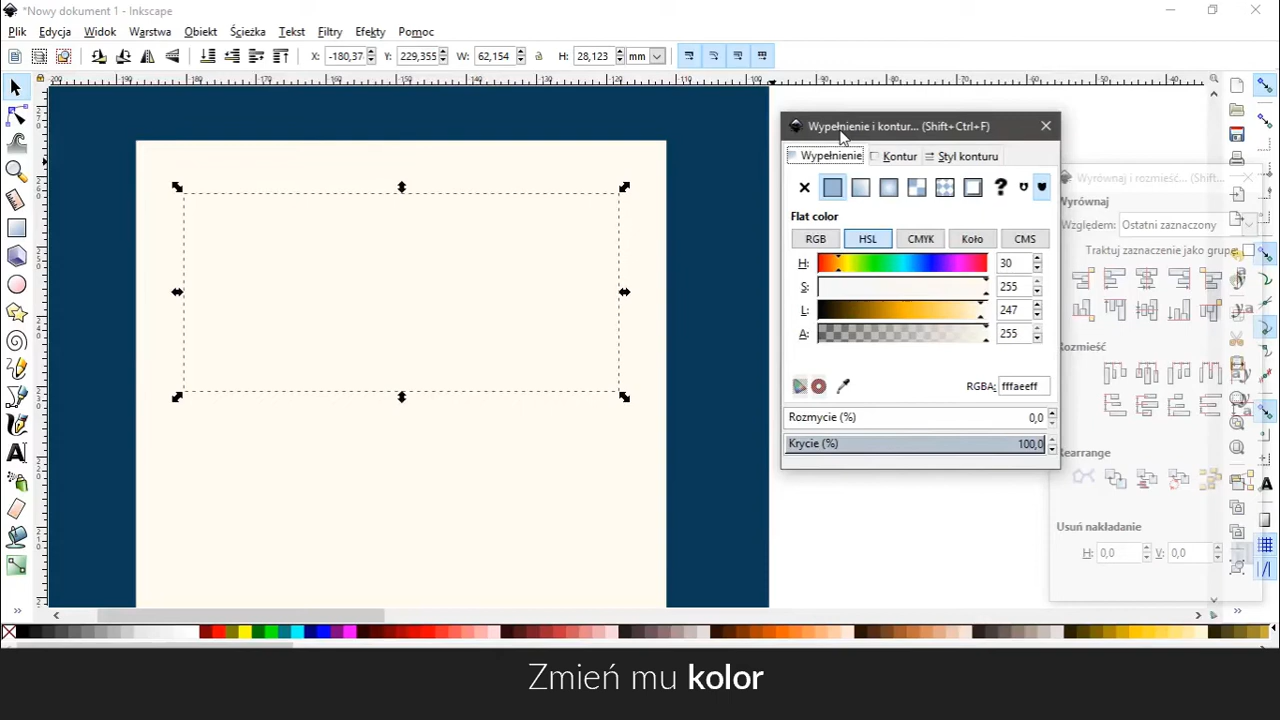 *Nowy dokument 1 - Inkscape
Plik Edycja Widok Warstwa Obiekt Ścieżka Tekst Filtry Efekty Pomoc
X: -180,37 Y: 229,355 W: 62,154 H: 28,123 mm
Wypełnienie i kontur... (Shift+Ctrl+F)
Wypełnienie Kontur Styl konturu
Flat color
RGB HSL CMYK Koło CMS
H: 30
S: 255
L: 247
A: 255
RGBA: fffaeeff
Rozmycie (%) 0,0
Krycie (%) 100,0
Wyrównaj i rozmieść... (Shift...
Wyrównaj
Względem: Ostatni zaznaczony
Traktuj zaznaczenie jako grupę:
Rozmieść
Rearrange
Usuń nakładanie
H: 0,0 V: 0,0
Zmień mu kolor